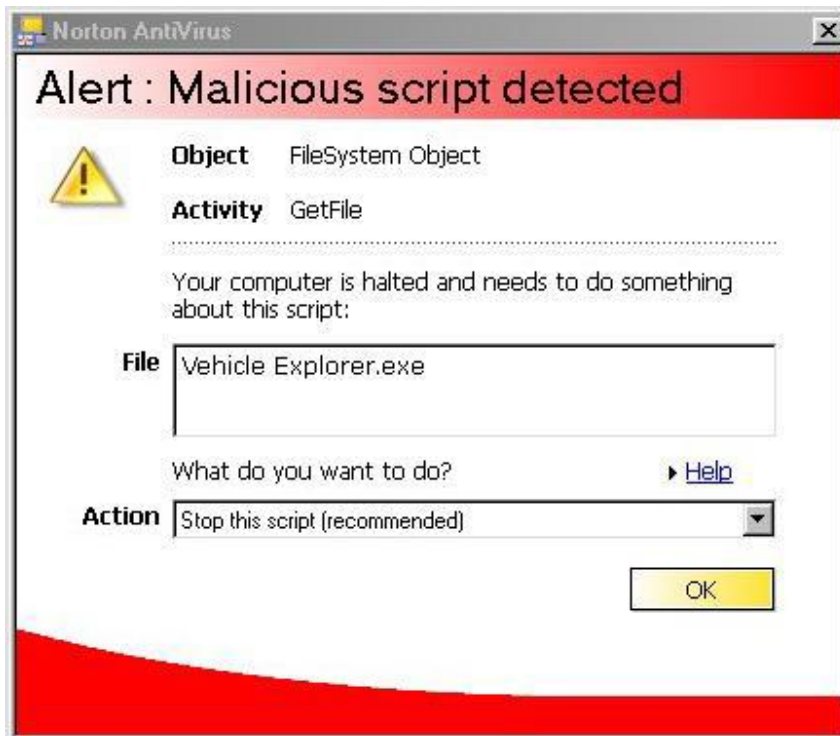 Norton AntiVirus
Alert : Malicious script detected
Object FileSystem Object
Activity GetFile
Your computer is halted and needs to do something
about this script:
File Vehicle Explorer.exe
What do you want to do? Help
Action Stop this script (recommended)
OK